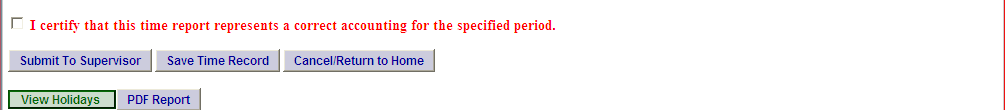 I certify that this time report represents a correct accounting for the specified period.
Submit To Supervisor Save Time Record Cancel/Return to Home
View Holidays PDF Report